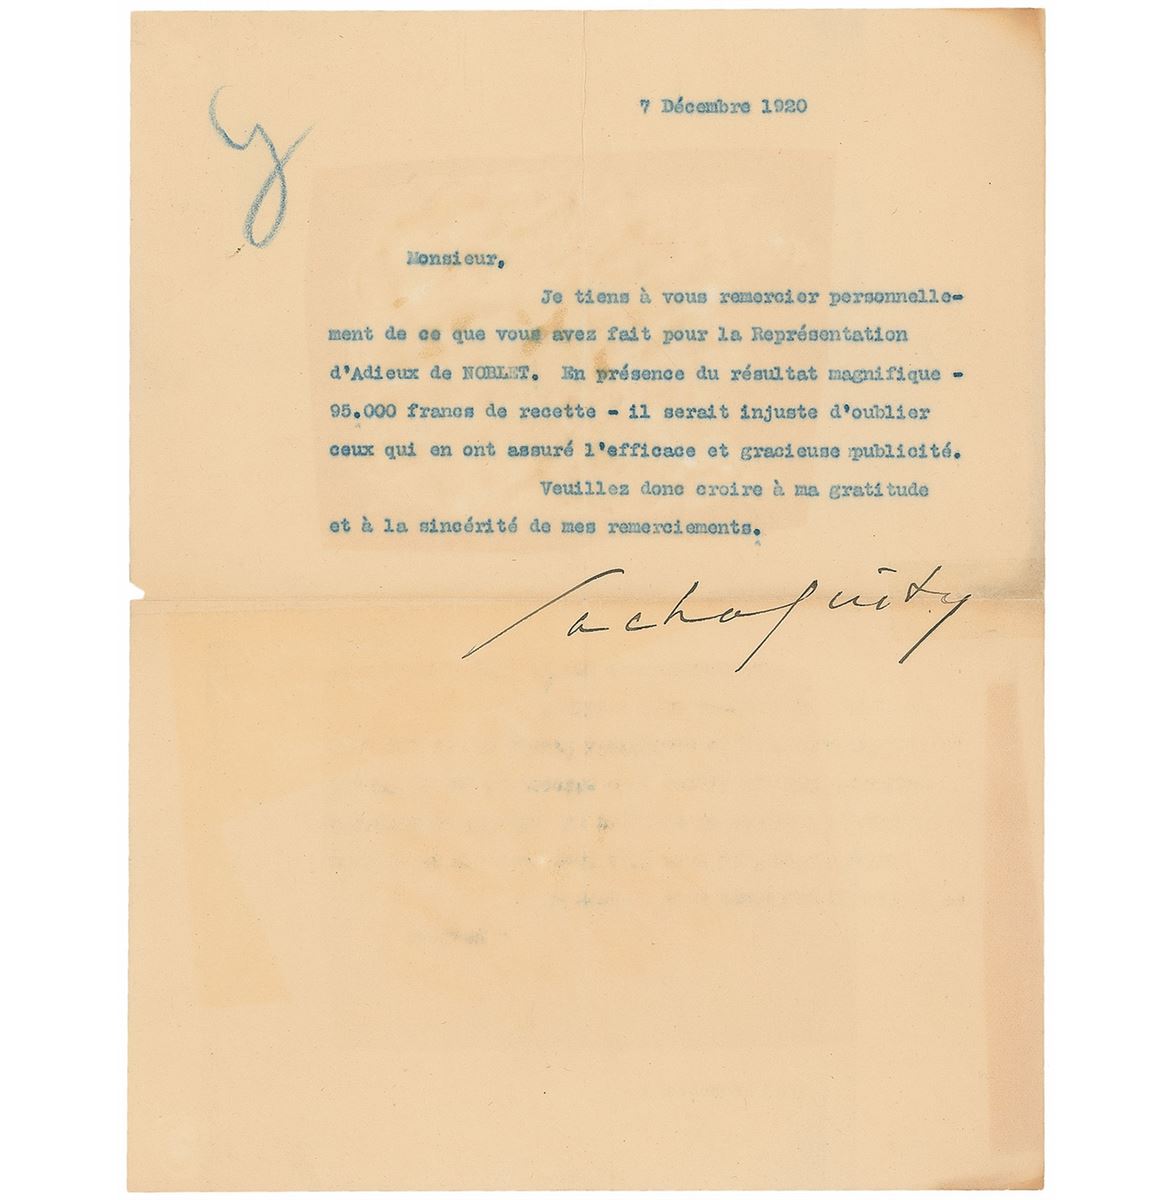 7 Décembre 1920
Monsieur,
Je tiens à vous remercier personnelle-
ment de ce que vous avez fait pour la Représentation
d'Adieux de NOBLET. En présence du résultat magnifique -
95.000 francs de recette - il serait injuste d'oublier
ceux qui en ont assuré l'efficace et gracieuse publicité.
Veuillez donc croire à ma gratitude
et à la sincérité de mes remerciements.
Sacha Guitry